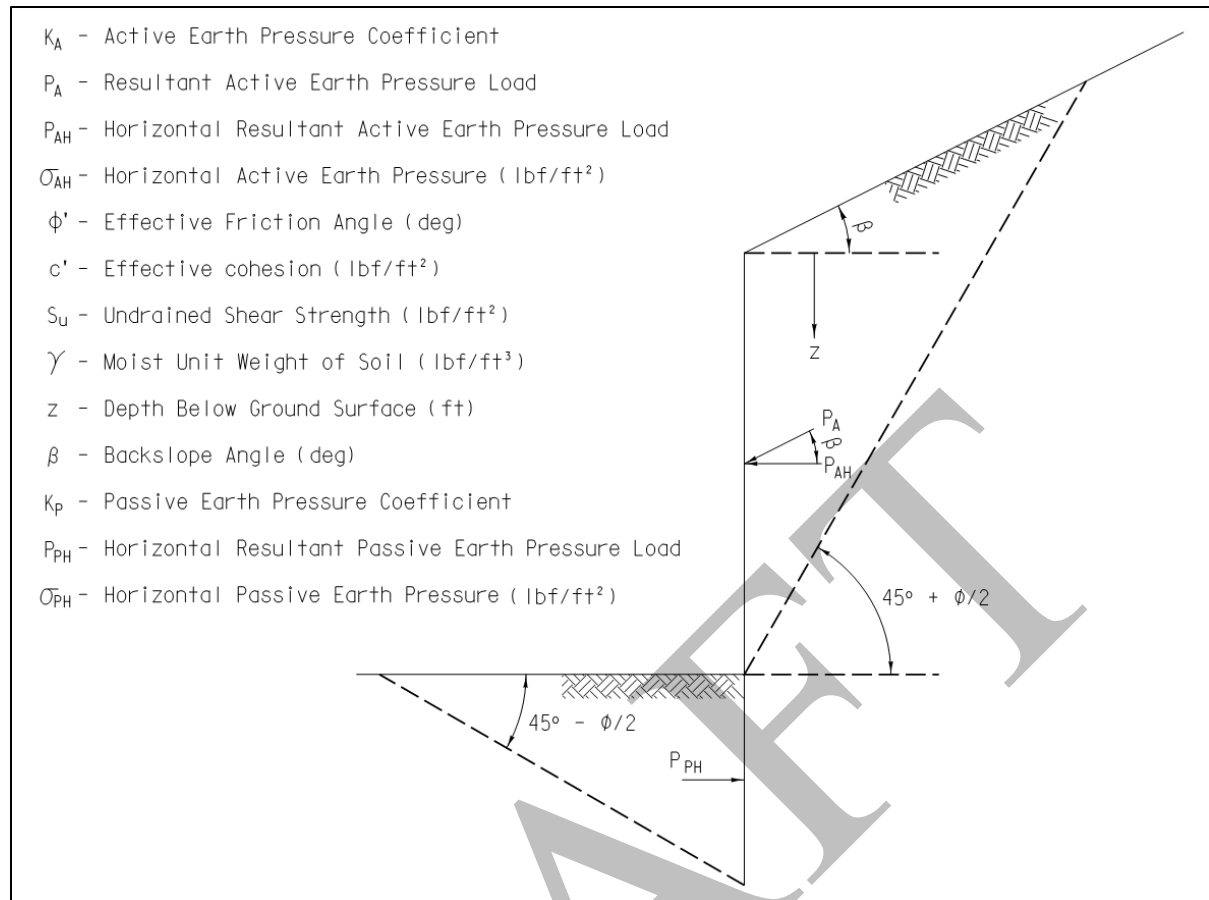 K_A - Active Earth Pressure Coefficient
P_A - Resultant Active Earth Pressure Load
P_AH - Horizontal Resultant Active Earth Pressure Load
σ_AH - Horizontal Active Earth Pressure (lbf/ft²)
ϕ' - Effective Friction Angle (deg)
c' - Effective cohesion (lbf/ft²)
S_u - Undrained Shear Strength (lbf/ft²)
γ - Moist Unit Weight of Soil (lbf/ft³)
z - Depth Below Ground Surface (ft)
β - Backslope Angle (deg)
K_P - Passive Earth Pressure Coefficient
P_PH - Horizontal Resultant Passive Earth Pressure Load
σ_PH - Horizontal Passive Earth Pressure (lbf/ft²)
β
z
P_A
β
P_AH
45° + ϕ/2
45° - ϕ/2
P_PH
AFT